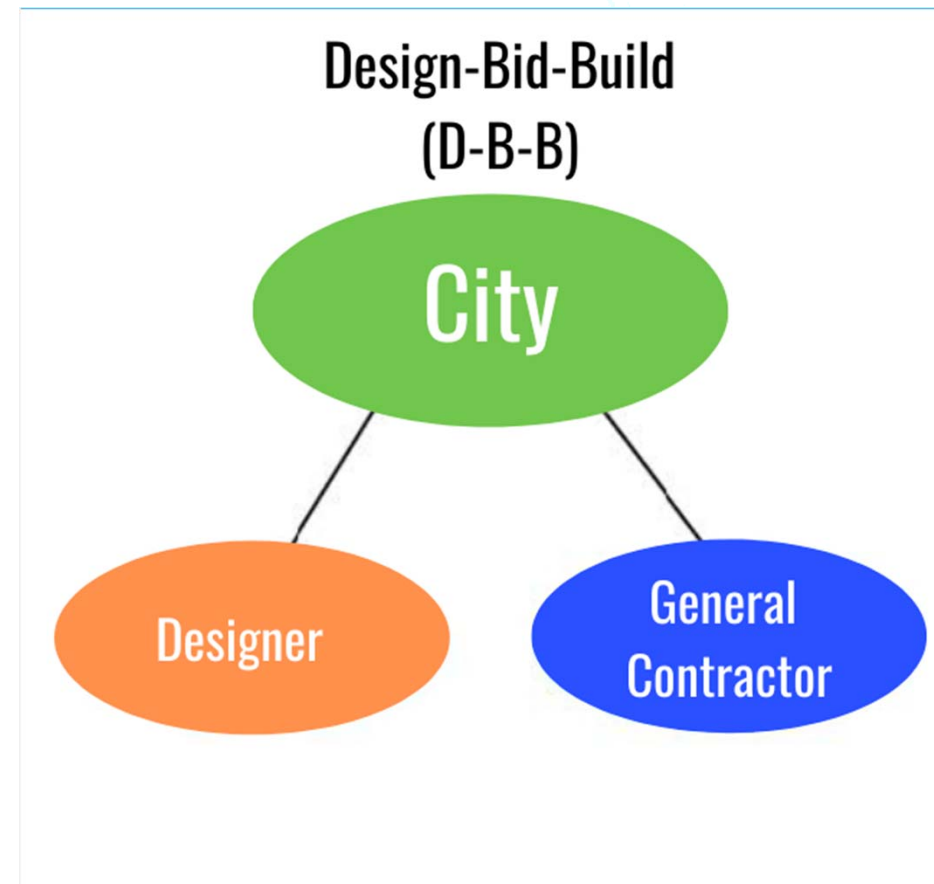 Design-Bid-Build
(D-B-B)
City
Designer
General
Contractor